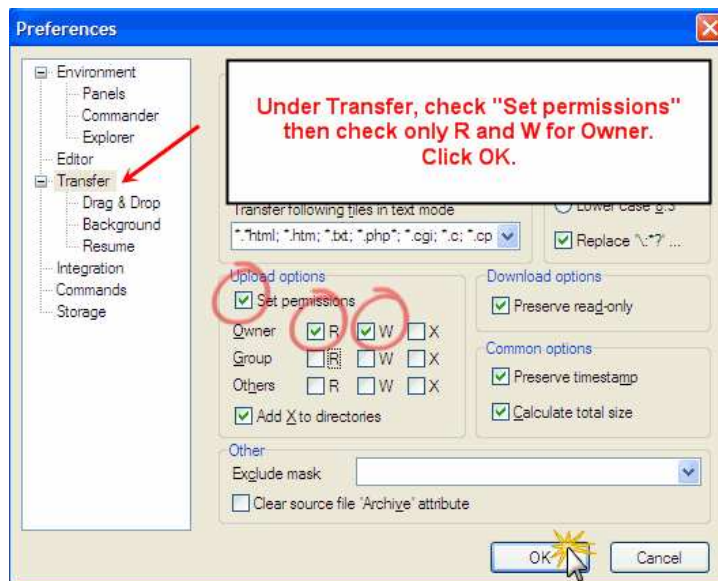 Preferences
Environment
Panels
Commander
Explorer
Editor
Transfer
Drag & Drop
Background
Resume
Integration
Commands
Storage
Under Transfer, check "Set permissions"
then check only R and W for Owner.
Click OK.
Transfer following files in text mode
*.*html; *.htm; *.txt; *.php*; *.cgi; *.c; *.cp
Lower case 8.3
Replace '\:*?' ...
Upload options
Set permissions
Owner R W X
Group R W X
Others R W X
Add X to directories
Download options
Preserve read-only
Common options
Preserve timestamp
Calculate total size
Other
Exclude mask
Clear source file 'Archive' attribute
OK
Cancel